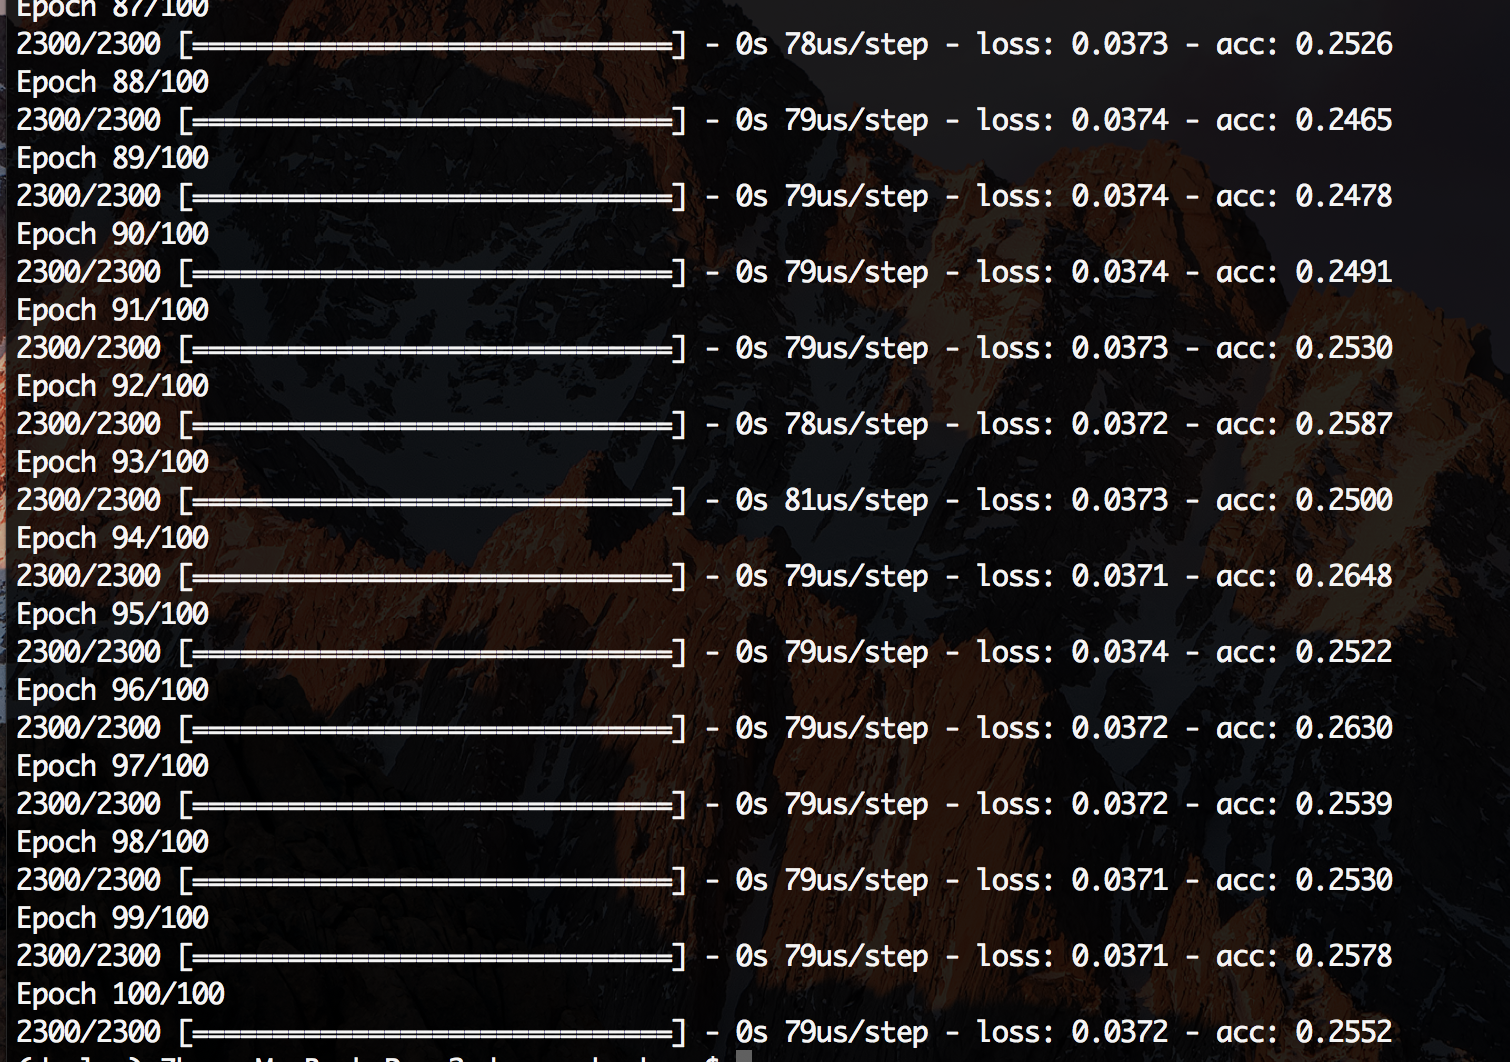 Epoch 87/100
2300/2300 [==============================] - 0s 78us/step - loss: 0.0373 - acc: 0.2526
Epoch 88/100
2300/2300 [==============================] - 0s 79us/step - loss: 0.0374 - acc: 0.2465
Epoch 89/100
2300/2300 [==============================] - 0s 79us/step - loss: 0.0374 - acc: 0.2478
Epoch 90/100
2300/2300 [==============================] - 0s 79us/step - loss: 0.0374 - acc: 0.2491
Epoch 91/100
2300/2300 [==============================] - 0s 79us/step - loss: 0.0373 - acc: 0.2530
Epoch 92/100
2300/2300 [==============================] - 0s 78us/step - loss: 0.0372 - acc: 0.2587
Epoch 93/100
2300/2300 [==============================] - 0s 81us/step - loss: 0.0373 - acc: 0.2500
Epoch 94/100
2300/2300 [==============================] - 0s 79us/step - loss: 0.0371 - acc: 0.2648
Epoch 95/100
2300/2300 [==============================] - 0s 79us/step - loss: 0.0374 - acc: 0.2522
Epoch 96/100
2300/2300 [==============================] - 0s 79us/step - loss: 0.0372 - acc: 0.2630
Epoch 97/100
2300/2300 [==============================] - 0s 79us/step - loss: 0.0372 - acc: 0.2539
Epoch 98/100
2300/2300 [==============================] - 0s 79us/step - loss: 0.0371 - acc: 0.2530
Epoch 99/100
2300/2300 [==============================] - 0s 79us/step - loss: 0.0371 - acc: 0.2578
Epoch 100/100
2300/2300 [==============================] - 0s 79us/step - loss: 0.0372 - acc: 0.2552